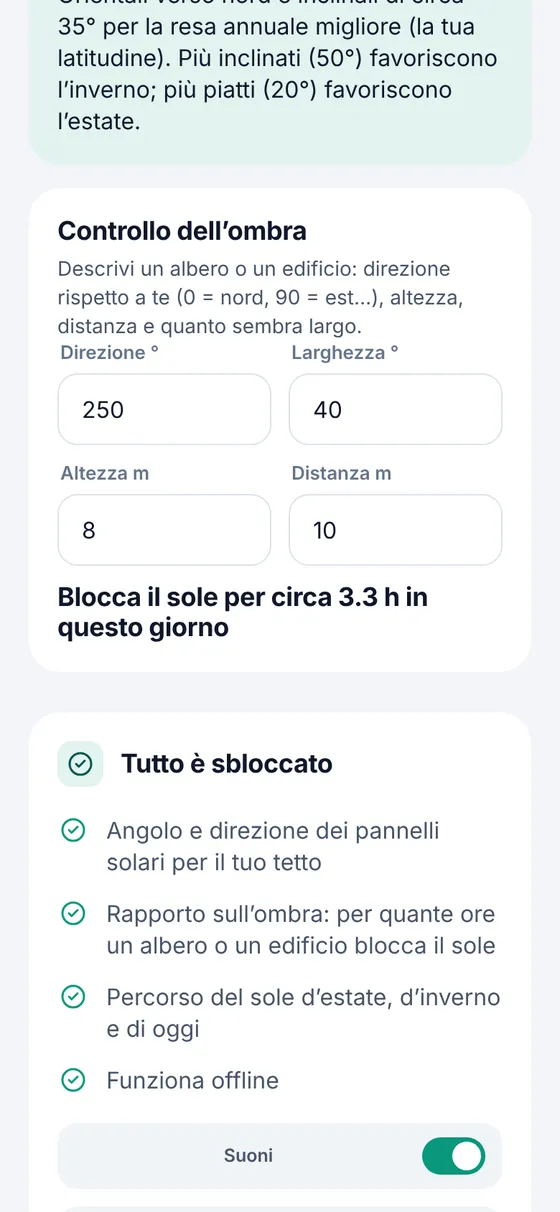 35° per la resa annuale migliore (la tua
latitudine). Più inclinati (50°) favoriscono
l’inverno; più piatti (20°) favoriscono
l’estate.
Controllo dell’ombra
Descrivi un albero o un edificio: direzione
rispetto a te (0 = nord, 90 = est…), altezza,
distanza e quanto sembra largo.
Direzione °
Larghezza °
250
40
Altezza m
Distanza m
8
10
Blocca il sole per circa 3.3 h in
questo giorno
Tutto è sbloccato
Angolo e direzione dei pannelli
solari per il tuo tetto
Rapporto sull’ombra: per quante ore
un albero o un edificio blocca il sole
Percorso del sole d’estate, d’inverno
e di oggi
Funziona offline
Suoni